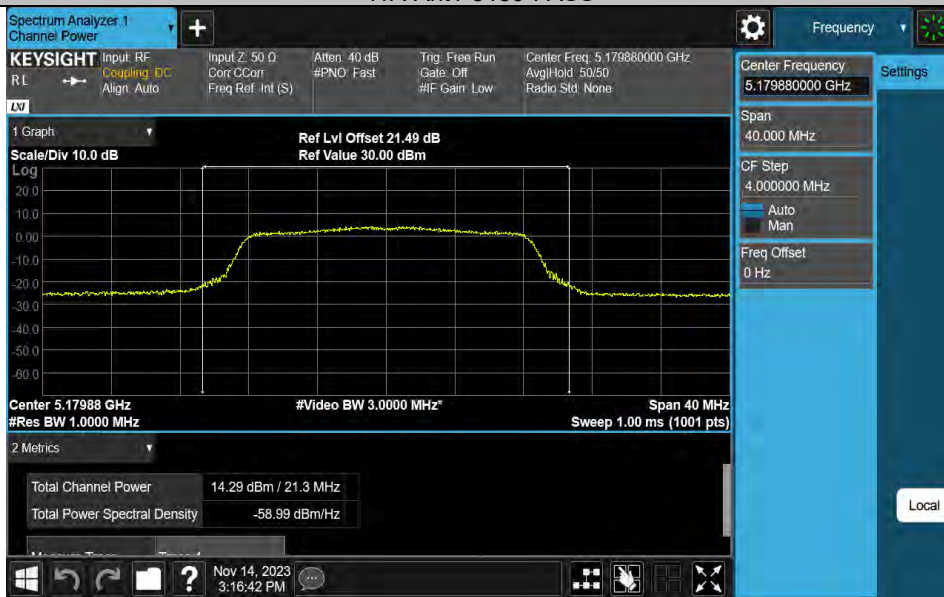 Spectrum Analyzer 1
Channel Power
+
Frequency
KEYSIGHT
RL
LXI
Input: RF
Coupling: DC
Align: Auto
Input Z: 50 Ω
Corr CCorr
Freq Ref: Int (S)
Atten: 40 dB
#PNO: Fast
Trig: Free Run
Gate: Off
#IF Gain: Low
Center Freq: 5.179880000 GHz
Avg|Hold: 50/50
Radio Std: None
Center Frequency
5.179880000 GHz
Settings
Span
40.000 MHz
CF Step
4.000000 MHz
Auto
Man
Freq Offset
0 Hz
1 Graph
Scale/Div 10.0 dB
Ref Lvl Offset 21.49 dB
Ref Value 30.00 dBm
Log
20.0
10.0
0.00
-10.0
-20.0
-30.0
-40.0
-50.0
-60.0
Center 5.17988 GHz
#Video BW 3.0000 MHz*
Span 40 MHz
#Res BW 1.0000 MHz
Sweep 1.00 ms (1001 pts)
2 Metrics
Total Channel Power 14.29 dBm / 21.3 MHz
Total Power Spectral Density -58.99 dBm/Hz
Local
?
Nov 14, 2023
3:16:42 PM